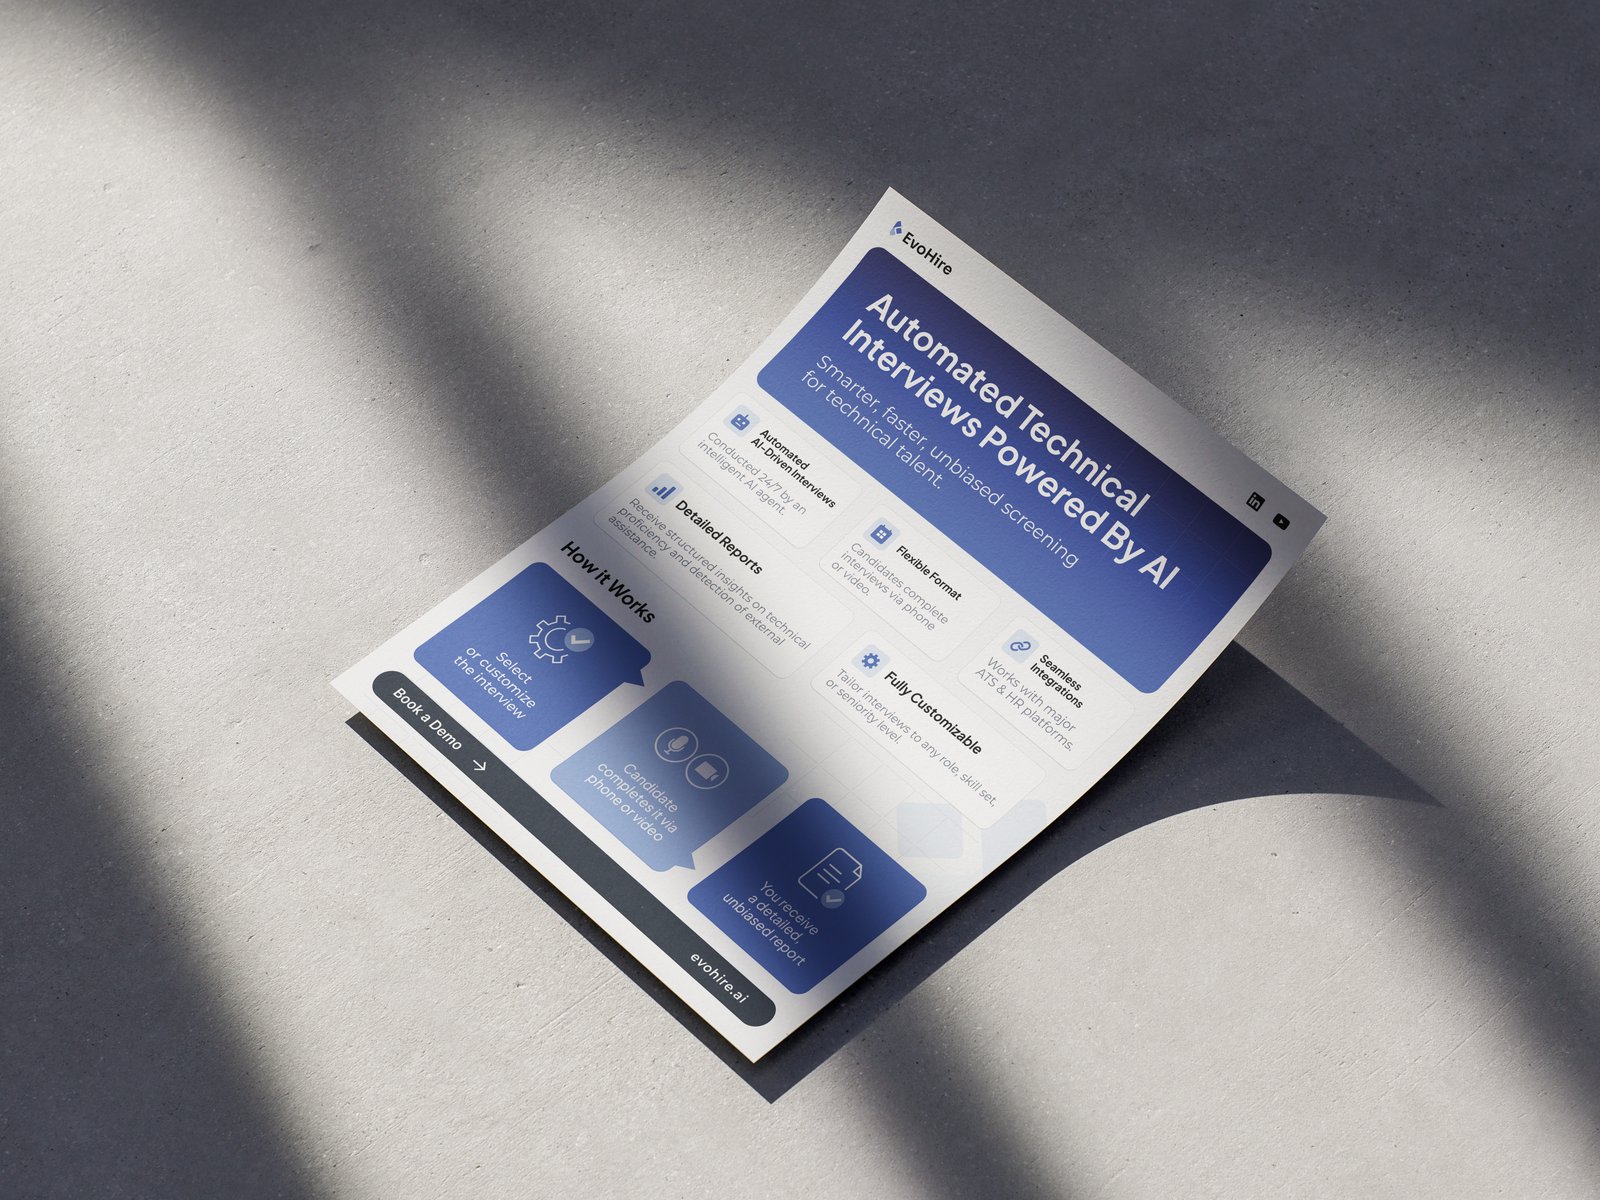 EvoHire
Automated Technical
Interviews Powered By AI
Smarter, faster, unbiased screening
for technical talent.
Automated
AI-Driven Interviews
Conducted 24/7 by an
intelligent AI agent.
Flexible Format
Candidates complete
interviews via phone
or video.
Seamless
Integrations
Works with major
ATS & HR platforms.
Detailed Reports
Receive structured insights on technical
proficiency and detection of external
assistance.
Fully Customizable
Tailor interviews to any role, skill set,
or seniority level.
How it Works
Select
or customize
the interview
Candidate
completes it via
phone or video
You receive
a detailed,
unbiased report
Book a Demo →
evohire.ai